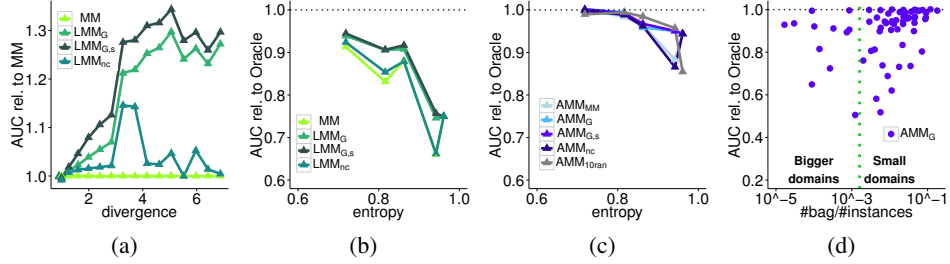 AUC rel. to MM
1.3
1.2
1.1
1.0
MM
LMM_G
LMM_G,s
LMM_nc
2
4
6
divergence
(a)
AUC rel. to Oracle
1.0
0.9
0.8
0.7
0.6
MM
LMM_G
LMM_G,s
LMM_nc
0.6
0.8
1.0
entropy
(b)
AUC rel. to Oracle
1.0
0.9
0.8
0.7
0.6
AMM_MM
AMM_G
AMM_G,s
AMM_nc
AMM_10ran
0.6
0.8
1.0
entropy
(c)
AUC rel. to Oracle
1.0
0.8
0.6
0.4
0.2
AMM_G
Bigger domains
Small domains
10^−5
10^−3
10^−1
#bag/#instances
(d)